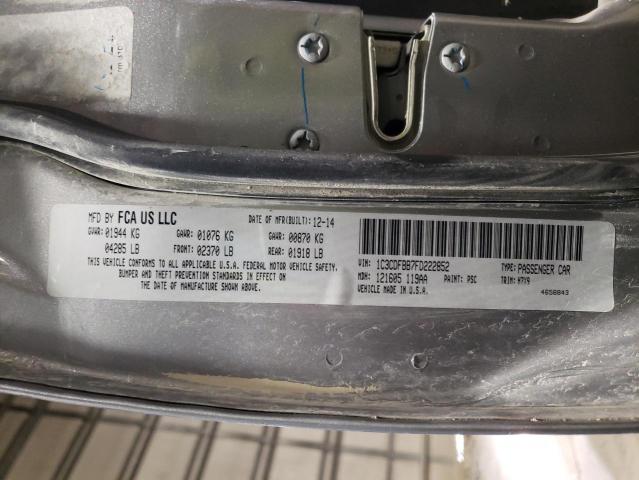 MFD BY FCA US LLC DATE OF MFR(BUILT): 12-14
GVWR: 01944 KG GAWR: 01076 KG GAWR: 00870 KG
04285 LB FRONT: 02370 LB REAR: 01918 LB
THIS VEHICLE CONFORMS TO ALL APPLICABLE U.S.A. FEDERAL MOTOR VEHICLE SAFETY,
BUMPER AND THEFT PREVENTION STANDARDS IN EFFECT ON
THE DATE OF MANUFACTURE SHOWN ABOVE.
VIN: 1C3CDFBB7FD222852 TYPE: PASSENGER CAR
MDH: 121605 119AA PAINT: PSC TRIM: H7X9
VEHICLE MADE IN U.S.A. 4658843